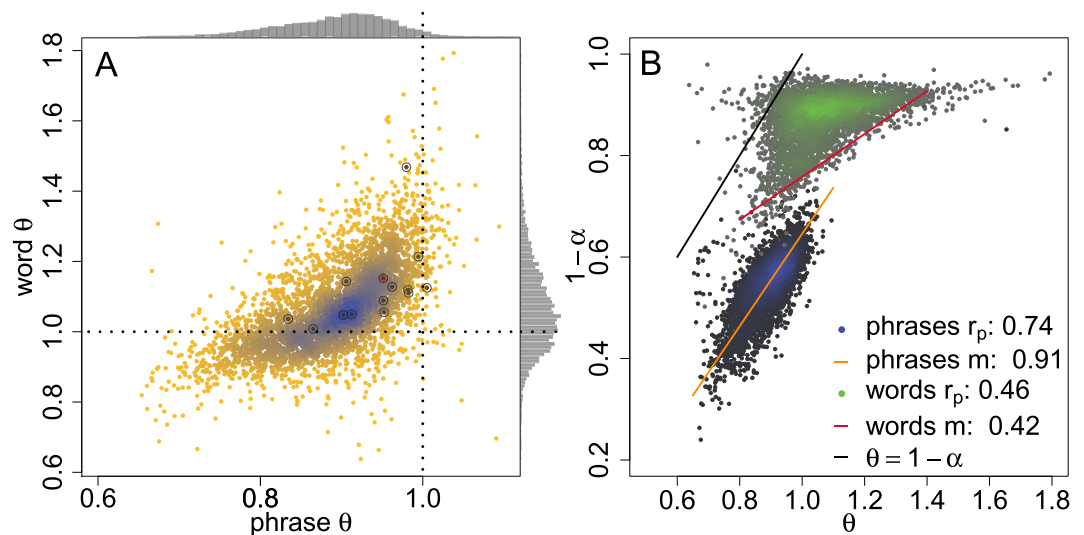 A
word θ
1.8
1.6
1.4
1.2
1.0
0.8
0.6
0.6 0.8 1.0
phrase θ
B
1−α
1.0
0.8
0.6
0.4
0.2
phrases rp: 0.74
phrases m: 0.91
words rp: 0.46
words m: 0.42
θ = 1−α
0.6 0.8 1.0 1.2 1.4 1.6 1.8
θ